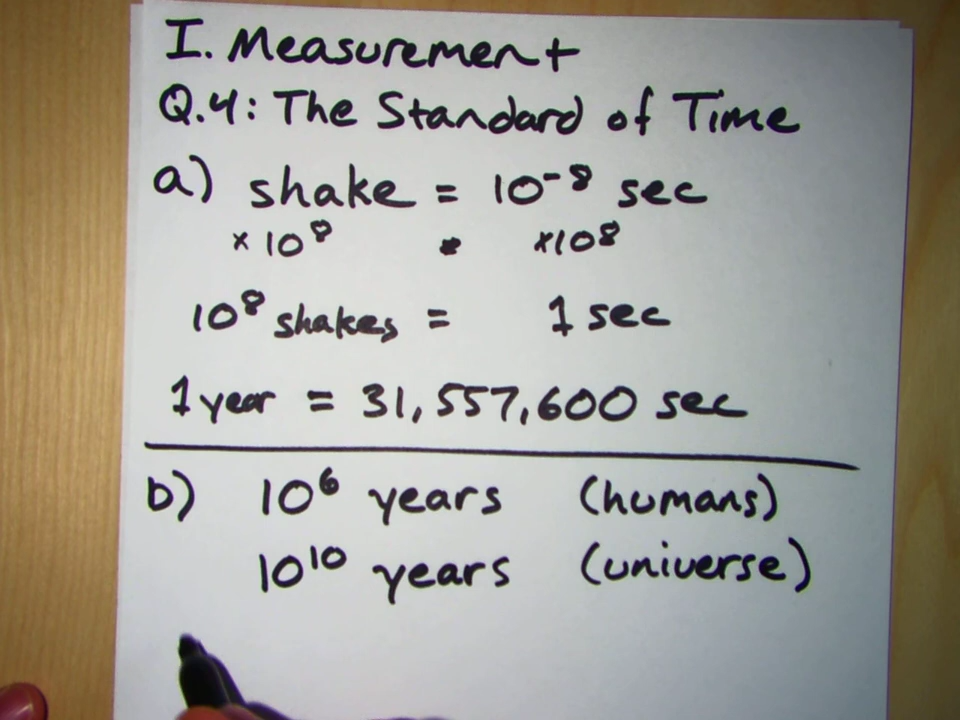 I. Measurement
Q.4: The Standard of Time
a) shake = 10⁻⁸ sec
×10⁸ ×10⁸
10⁸ shakes = 1 sec
1 year = 31,557,600 sec
b) 10⁶ years (humans)
10¹⁰ years (universe)